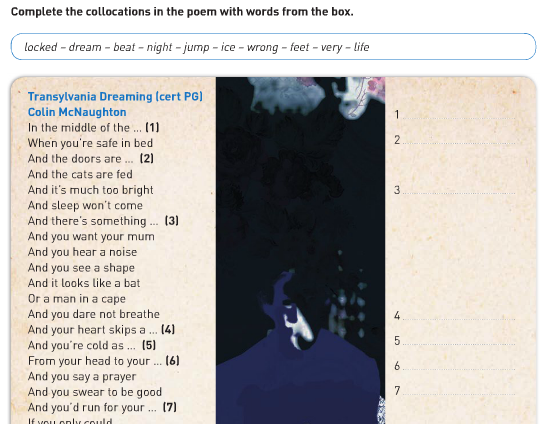 Complete the collocations in the poem with words from the box.
locked – dream – beat – night – jump – ice – wrong – feet – very – life
Transylvania Dreaming (cert PG)
Colin McNaughton
In the middle of the ... (1)
When you're safe in bed
And the doors are ... (2)
And the cats are fed
And it's much too bright
And sleep won't come
And there's something ... (3)
And you want your mum
And you hear a noise
And you see a shape
And it looks like a bat
Or a man in a cape
And you dare not breathe
And your heart skips a ... (4)
And you're cold as ... (5)
From your head to your ... (6)
And you say a prayer
And you swear to be good
And you'd run for your ... (7)
If you only could
1
2
3
4
5
6
7